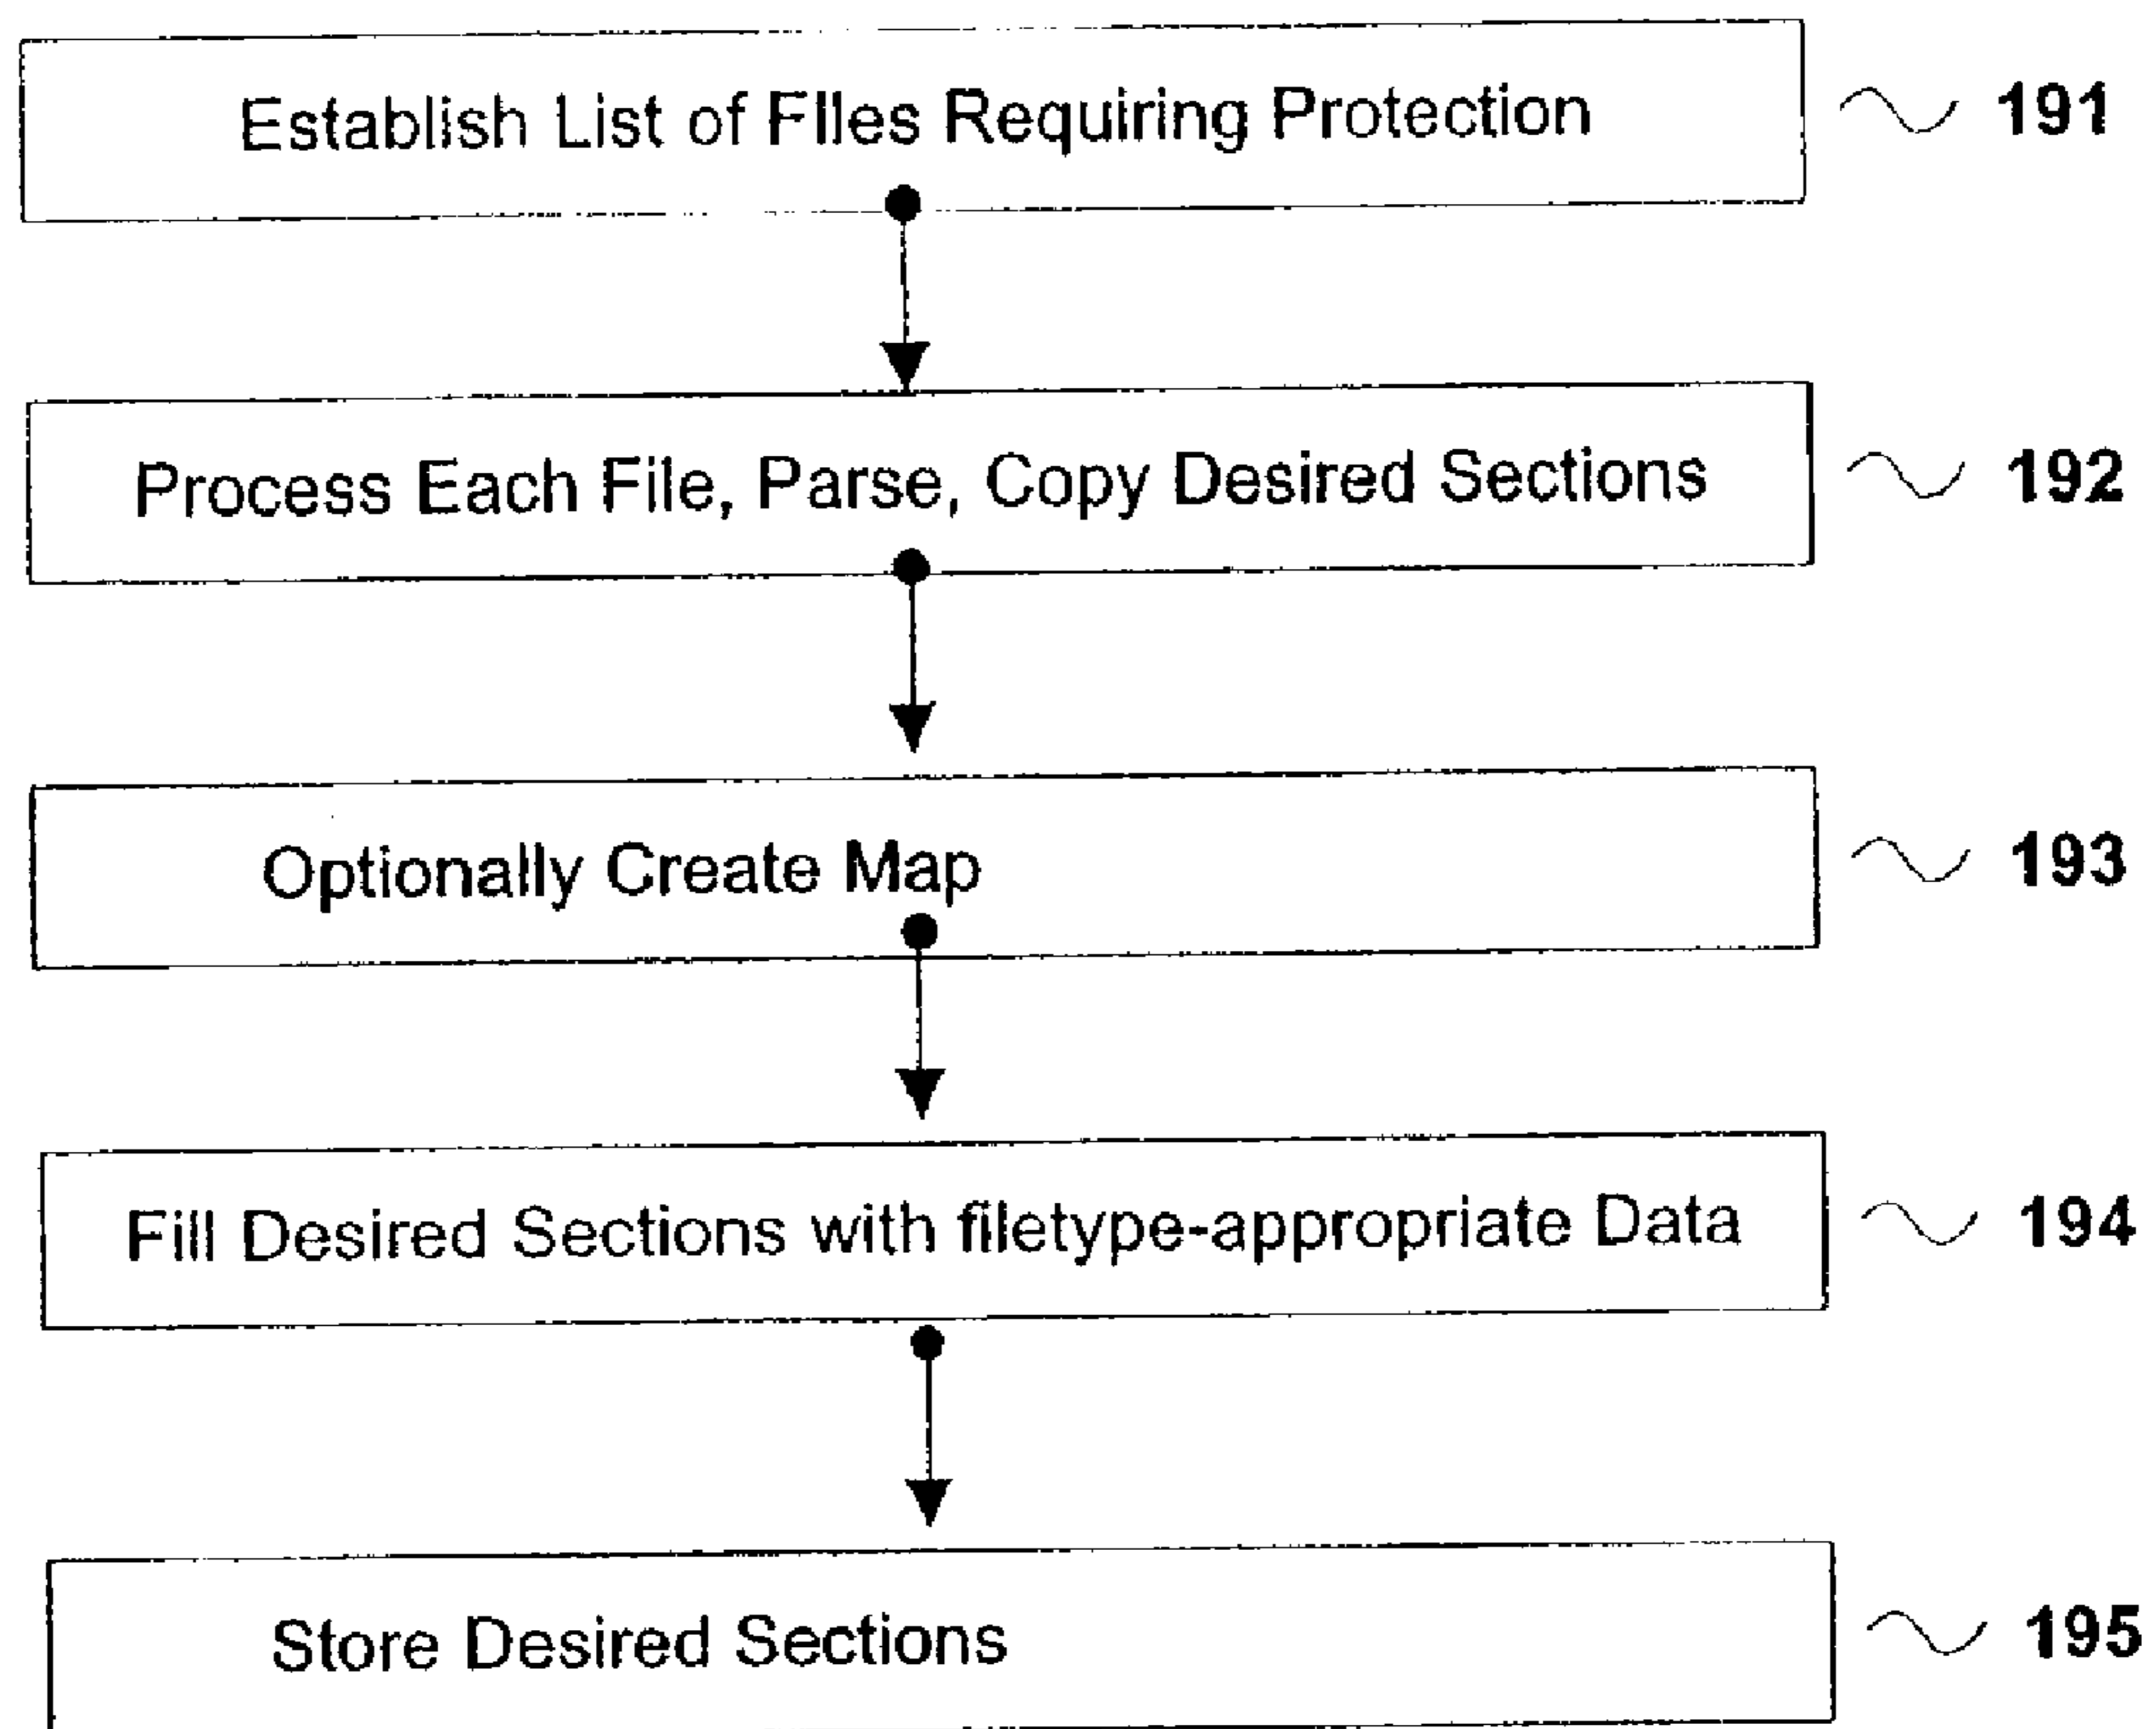 Establish List of FIles Requiring Protection 191
Process Each File, Parse, Copy Desired Sections 192
Optionally Create Map 193
Fill Desired Sections with filetype-appropriate Data 194
Store Desired Sections 195